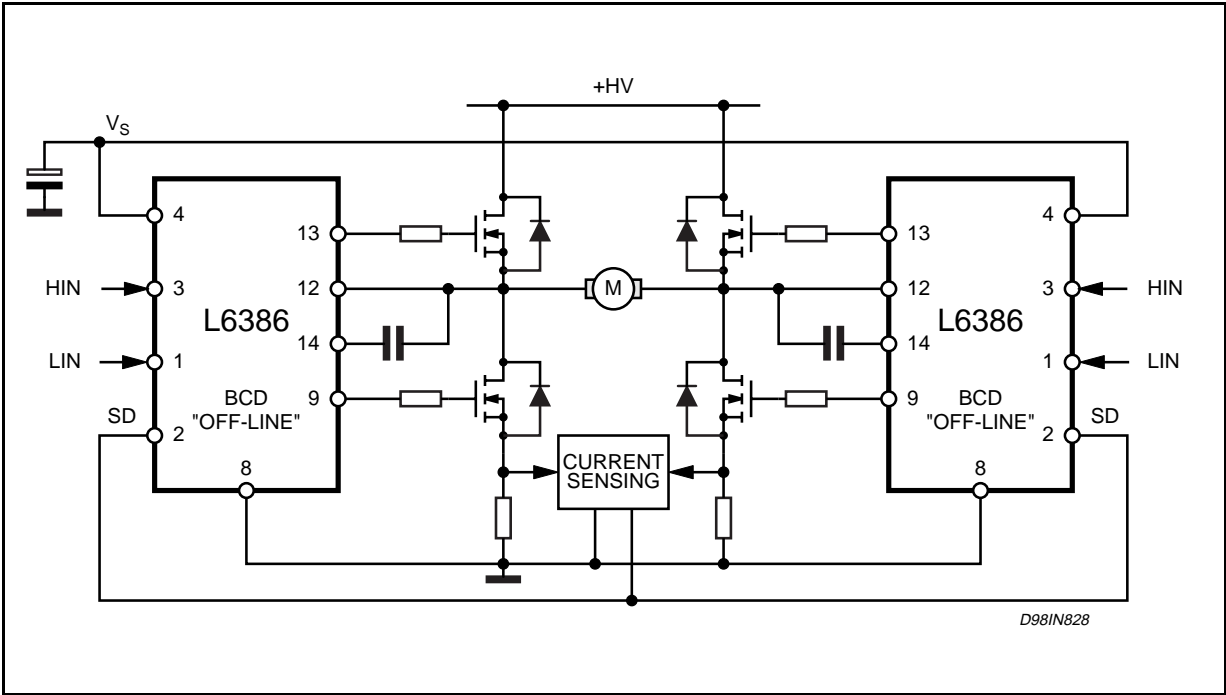 +HV
VS
4
13
HIN
3
12
L6386
14
LIN
1
BCD
9
"OFF-LINE"
SD
2
8
M
CURRENT
SENSING
4
13
12
3
HIN
L6386
14
1
LIN
BCD
9
"OFF-LINE"
SD
2
8
D98IN828